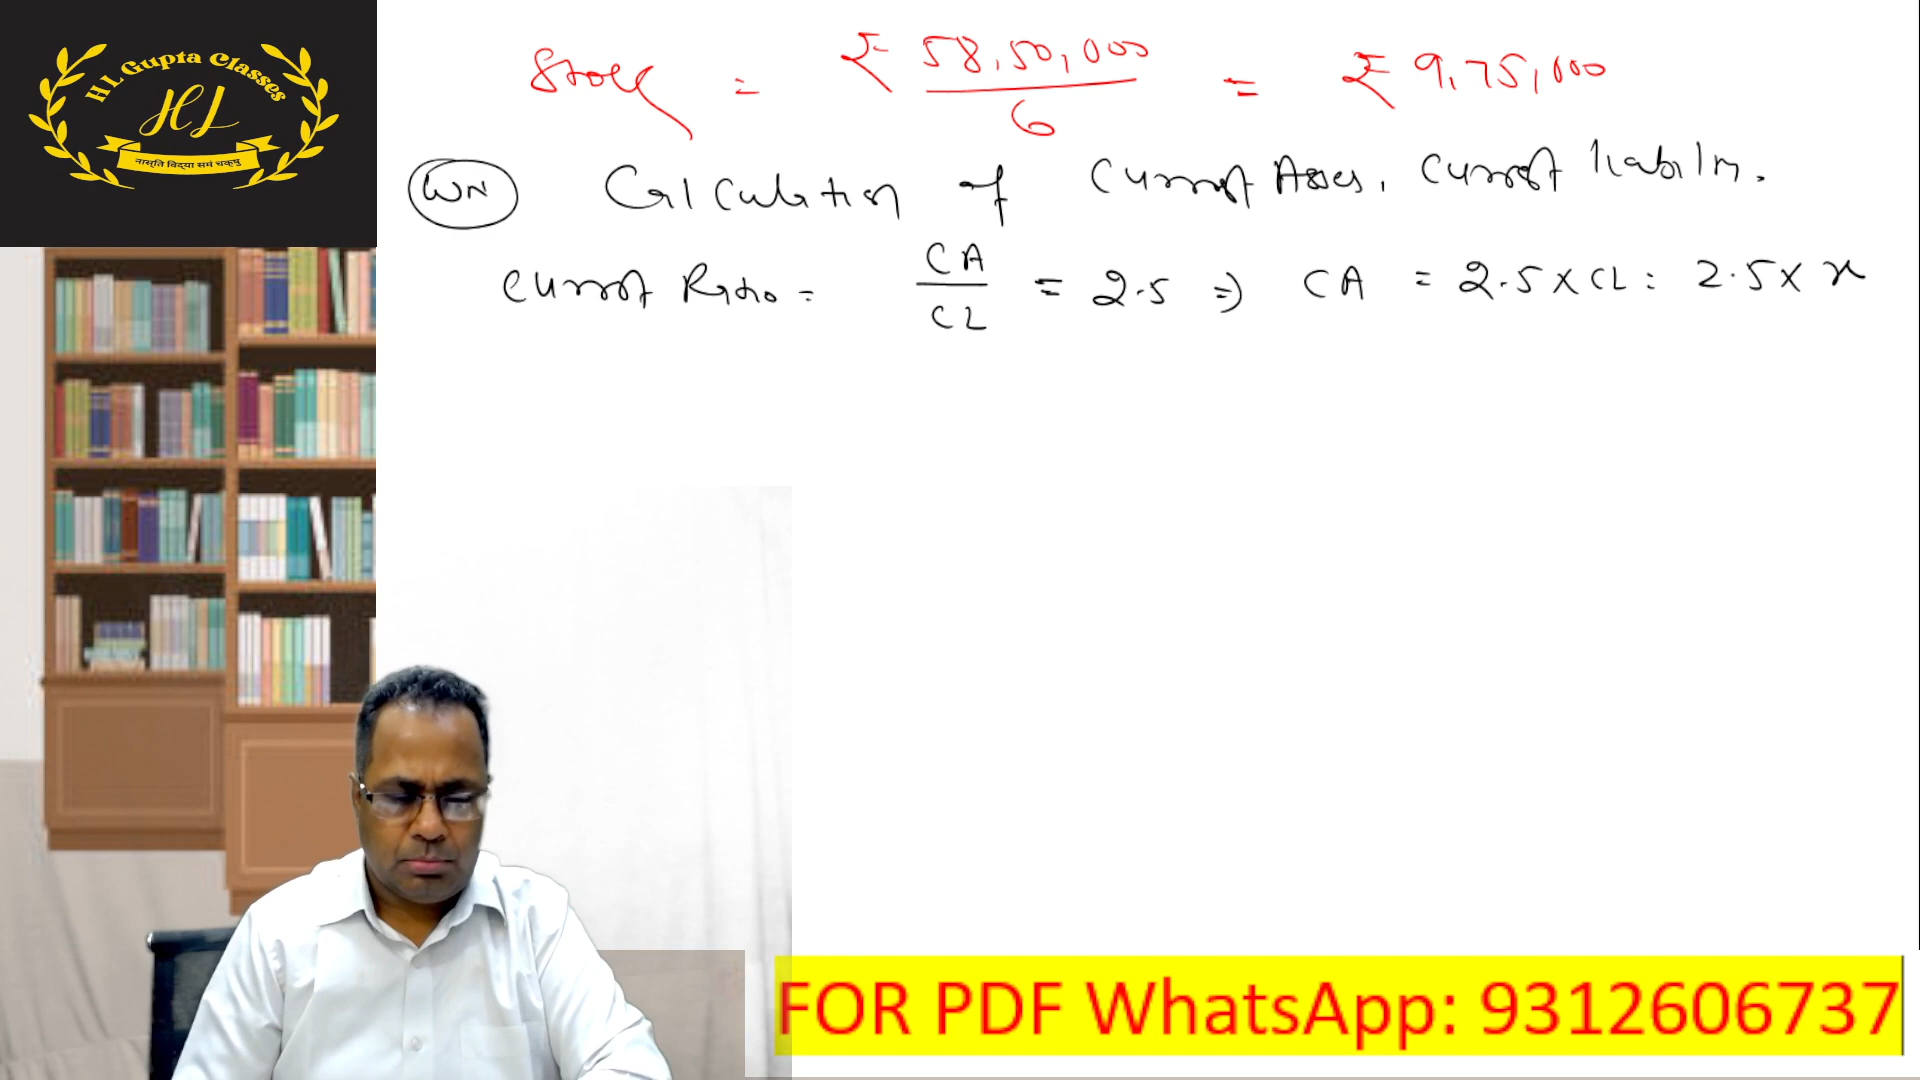 HL Gupta Classes
HL
नास्ति विद्या समं चक्षु
Stock = ₹ 58,50,000 / 6 = ₹ 9,75,000
WN Calculation of Current Assets, Current liabilit.
Current Ratio = CA / CL = 2.5 => CA = 2.5 x CL = 2.5 x x
FOR PDF WhatsApp: 9312606737